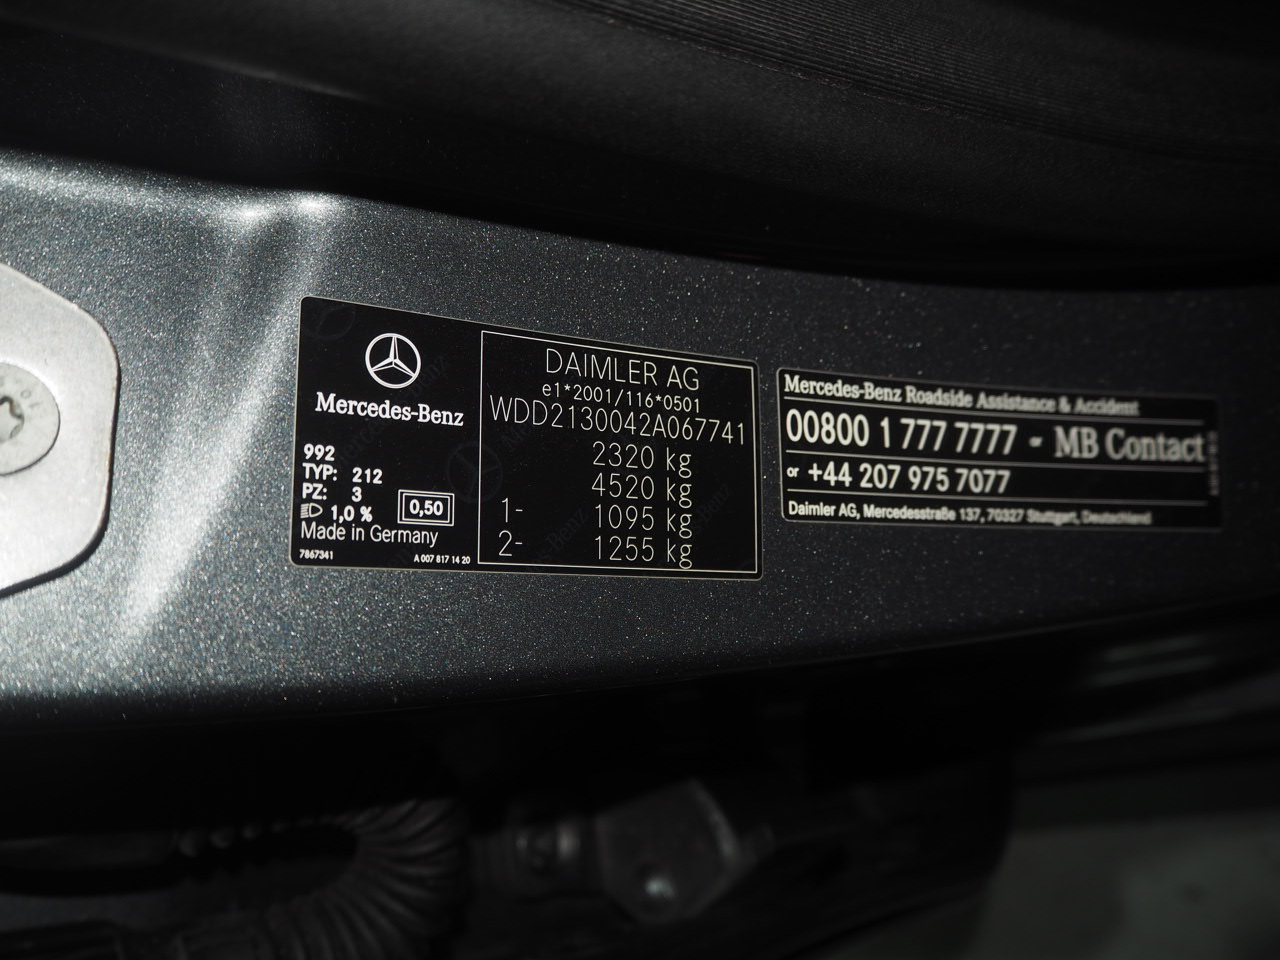 Mercedes-Benz
992
TYP: 212
PZ: 3
1,0 %
0,50
Made in Germany
7867341
A 007 817 14 20
DAIMLER AG
e1*2001/116*0501
WDD2130042A067741
2320 kg
4520 kg
1- 1095 kg
2- 1255 kg
Mercedes-Benz Roadside Assistance & Accident
00800 1 777 7777 - MB Contact
or +44 207 975 7077
Daimler AG, Mercedesstraße 137, 70327 Stuttgart, Deutschland